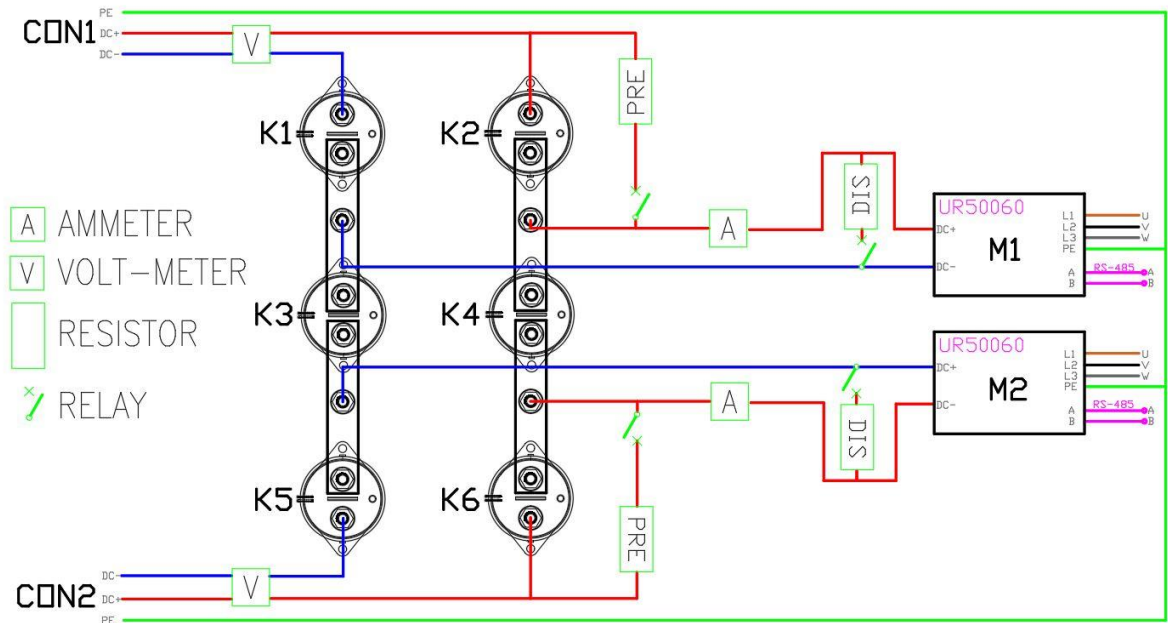 PE
CON1 DC+
DC-
V
K1
K2
PRE
DIS
A
UR50060
M1
DC+
DC-
L1 U
L2 V
L3 W
PE
A RS-485 A
B B
A AMMETER
V VOLT-METER
RESISTOR
RELAY
K3
K4
UR50060
M2
DC+
DC-
L1 U
L2 V
L3 W
PE
A RS-485 A
B B
A
DIS
K5
K6
PRE
DC-
CON2 DC+
V
PE